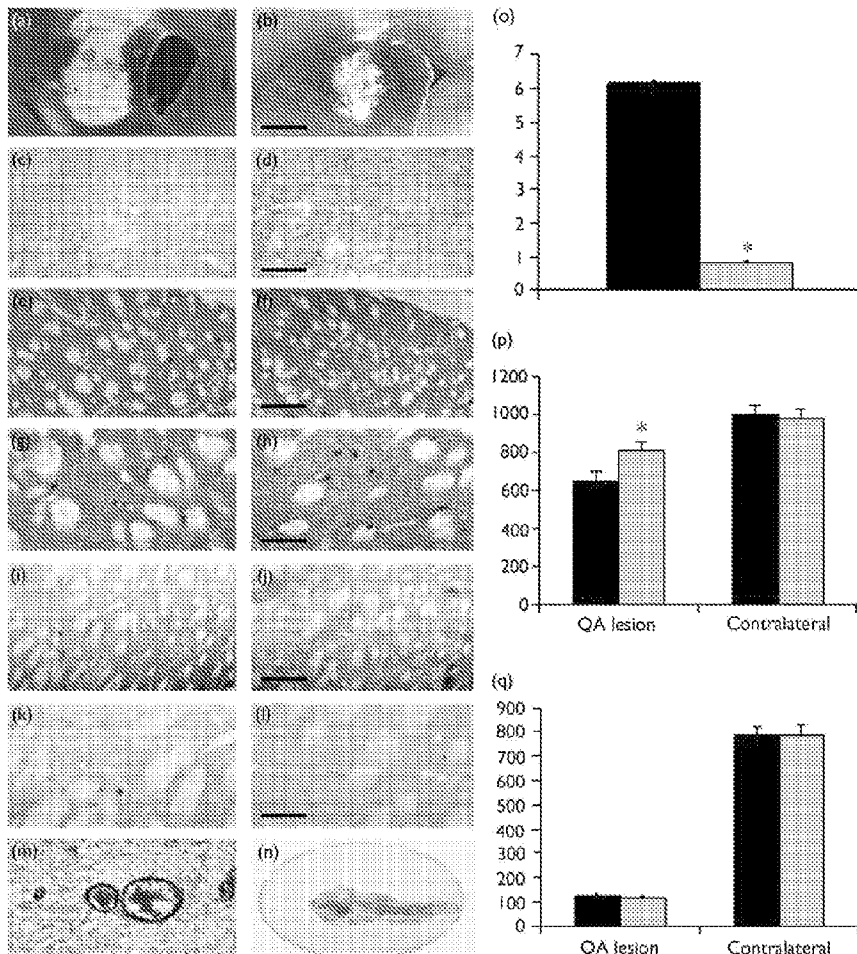 (a)
(b)
(c)
(d)
(e)
(f)
(g)
(h)
(i)
(j)
(k)
(l)
(m)
(n)
(o)
7
6
5
4
3
2
1
0
*
(p)
1200
1000
800
600
400
200
0
*
QA lesion Contralateral
(q)
900
800
700
600
500
400
300
200
100
0
QA lesion Contralateral